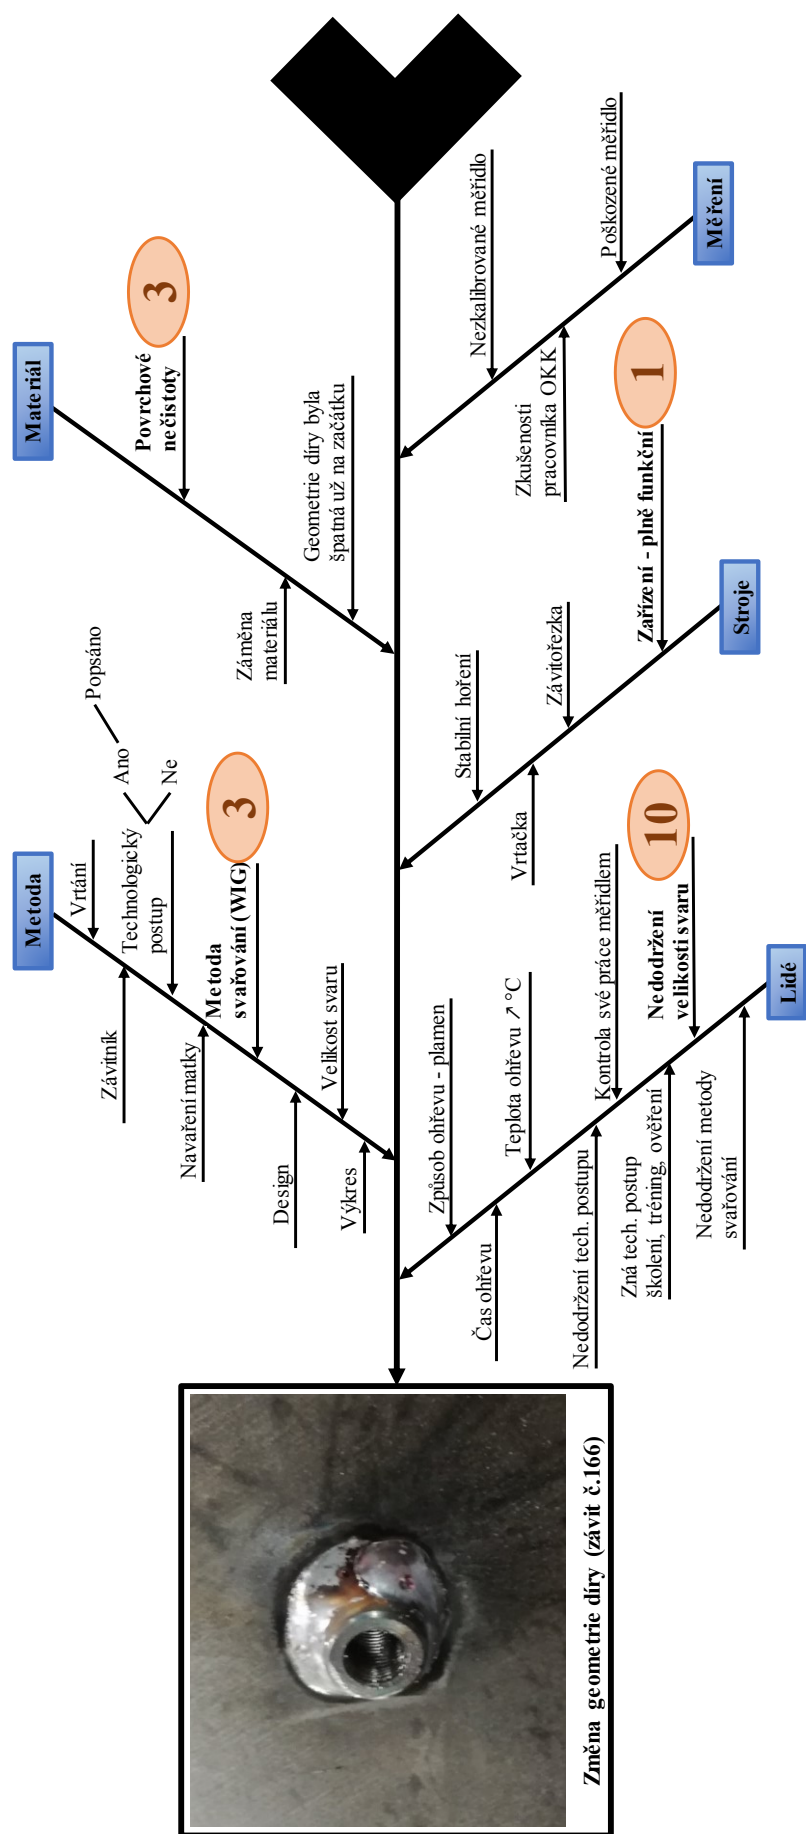 Materiál
Povrchové
nečistoty
3
Záměna
materiálu
Geometrie díry byla
špatná už na začátku
Metoda
Vrtání
Závitník
Technologický
postup
Ano
Ne
Popsáno
Navaření matky
Metoda
svařování (WIG)
3
Design
Velikost svaru
Výkres
Měření
Nezkalibrované měřidlo
Poškozené měřidlo
Zkušenosti
pracovníka OKK
Stroje
Stabilní hoření
Vrtačka
Závitořezka
Zařízení - plně funkční
1
Lidé
Způsob ohřevu - plamen
Čas ohřevu
Teplota ohřevu ↗ °C
Kontrola své práce měřidlem
Nedodržení tech. postupu
Nedodržení
velikosti svaru
10
Zná tech. postup
školení, tréning, ověření
Nedodržení metody
svařování
Změna geometrie díry (závit č.166)